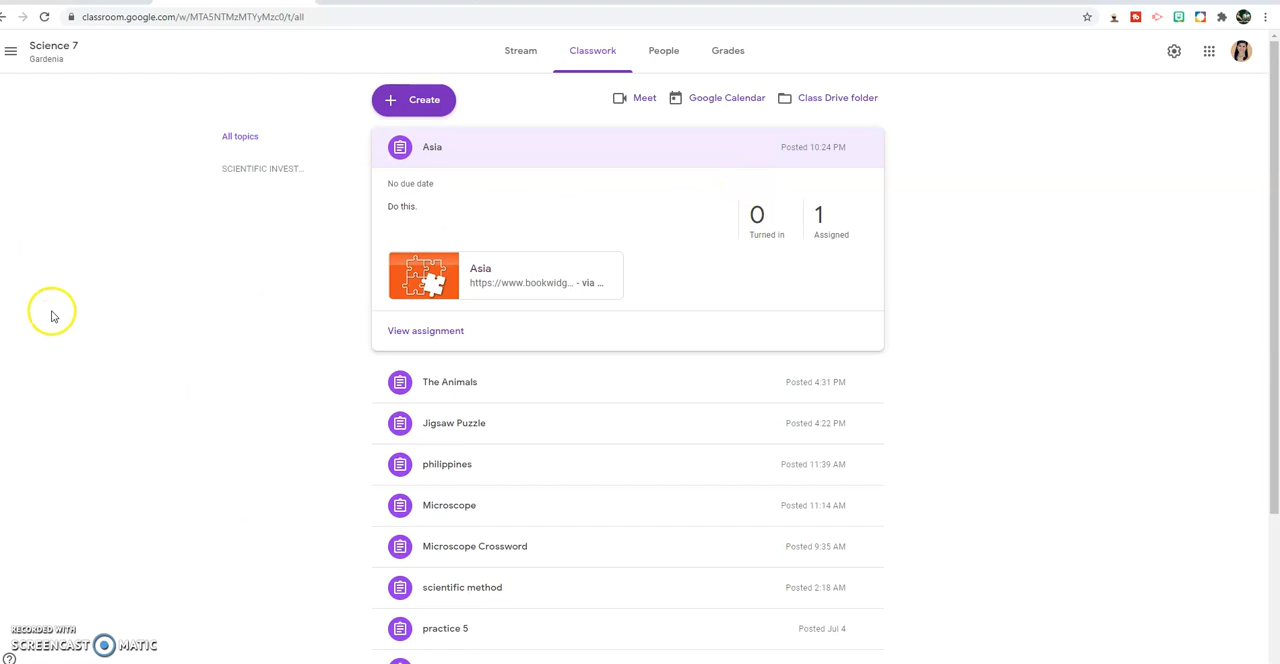 classroom.google.com/w/MTA5NTMzMTYyMzc0/t/all
Science 7
Gardenia
Stream
Classwork
People
Grades
Create
Meet
Google Calendar
Class Drive folder
All topics
SCIENTIFIC INVEST...
Asia
Posted 10:24 PM
No due date
Do this.
0
Turned in
1
Assigned
Asia
https://www.bookwidg... - via ...
View assignment
The Animals
Posted 4:31 PM
Jigsaw Puzzle
Posted 4:22 PM
philippines
Posted 11:39 AM
Microscope
Posted 11:14 AM
Microscope Crossword
Posted 9:35 AM
scientific method
Posted 2:18 AM
practice 5
Posted Jul 4
RECORDED WITH
SCREENCAST MATIC